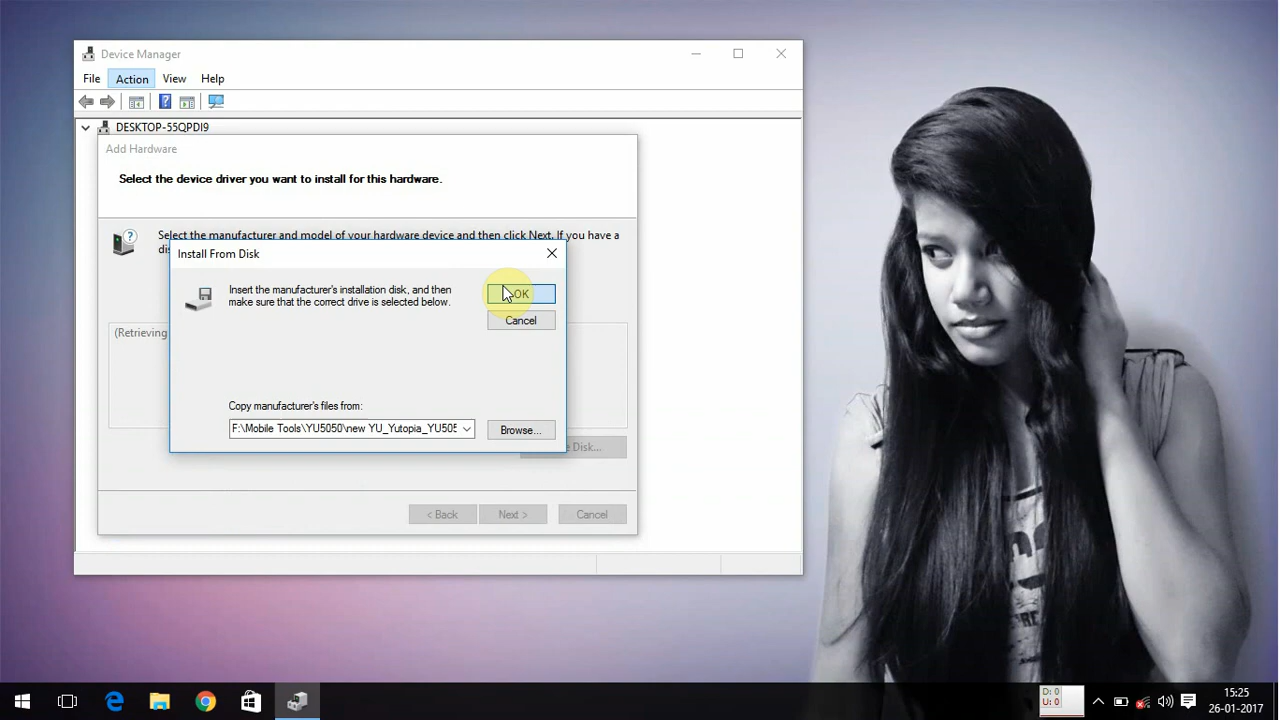 Device Manager
File Action View Help
DESKTOP-55QPDI9
Add Hardware
Select the device driver you want to install for this hardware.
Select the manufacturer and model of your hardware device and then click Next. If you have a
(Retrieving
Install From Disk
Insert the manufacturer's installation disk, and then
make sure that the correct drive is selected below.
OK
Cancel
Copy manufacturer's files from:
F:\Mobile Tools\YU5050\new YU_Yutopia_YU505
Browse...
Disk...
< Back Next > Cancel
D: 0
U: 0
15:25
26-01-2017